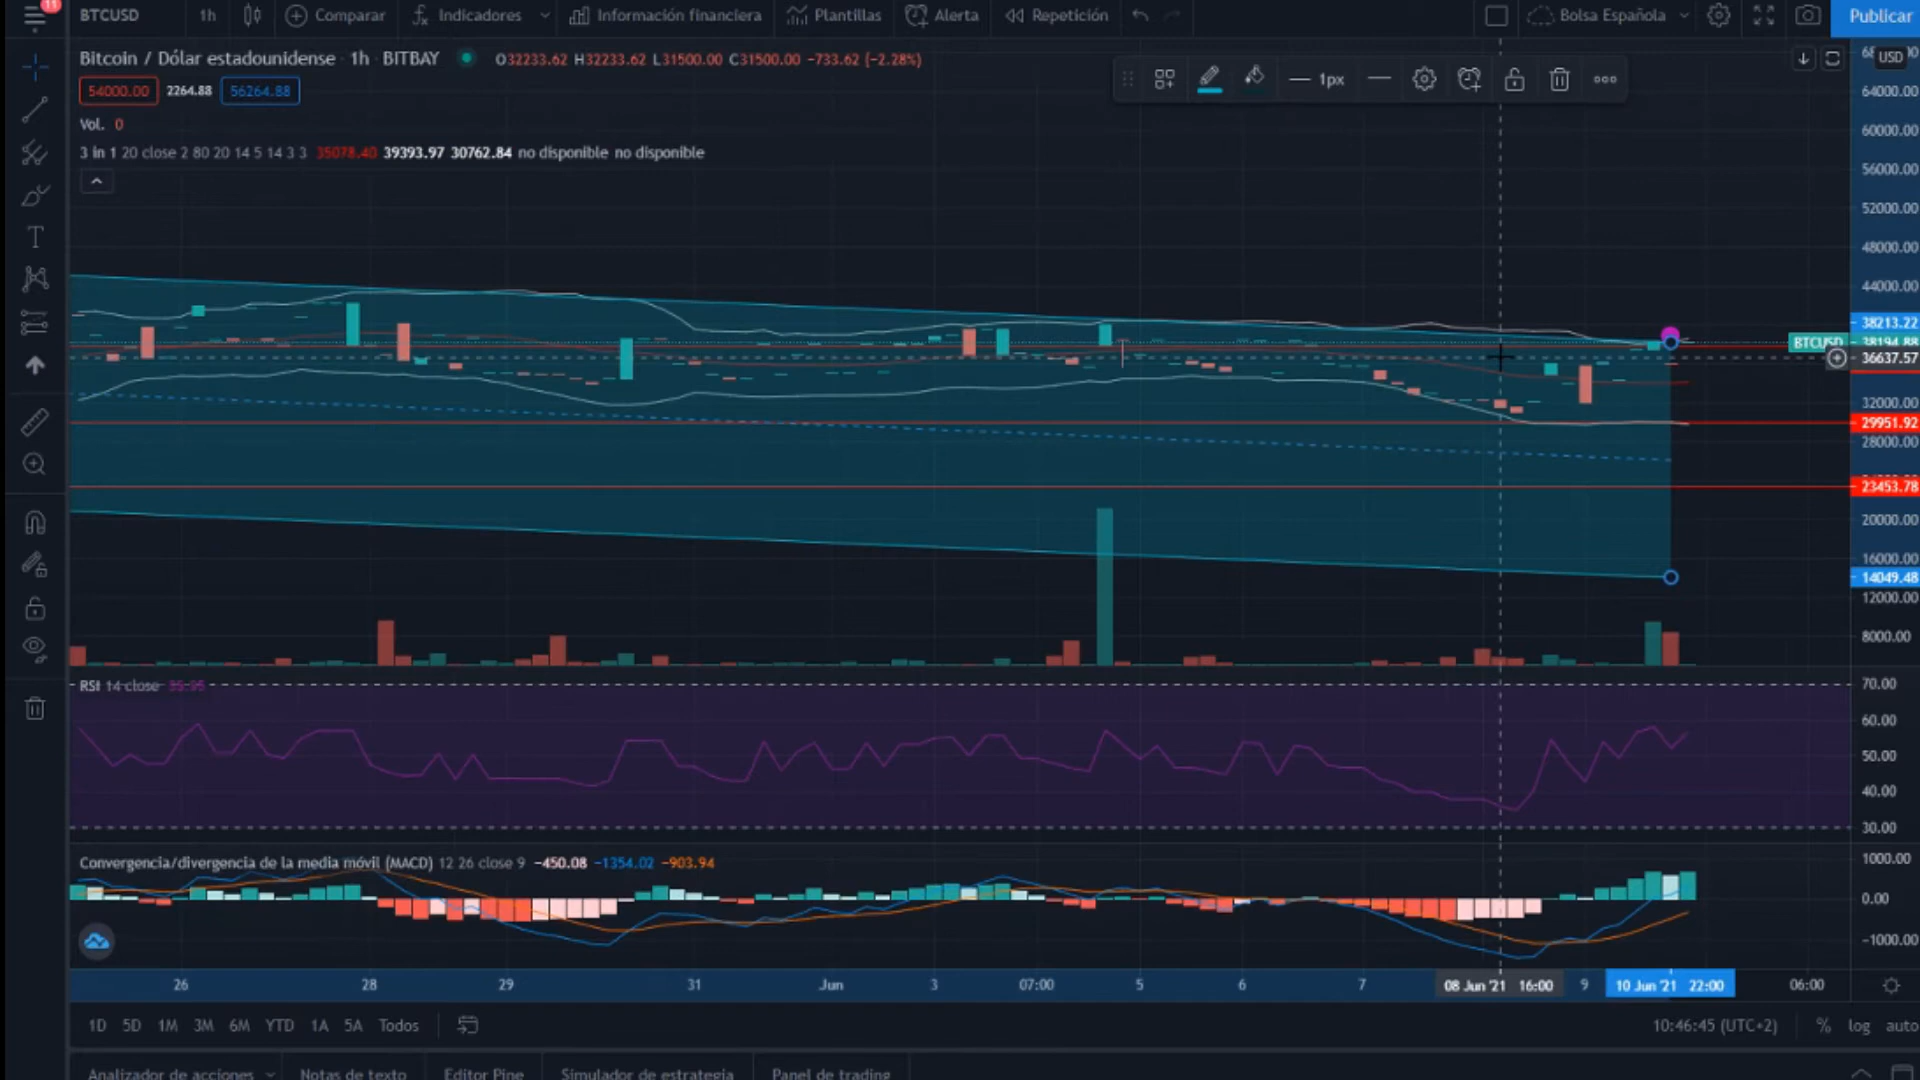 11
BTCUSD 1h Comparar Indicadores Información financiera Plantillas Alerta Repetición Bolsa Española Publicar
Bitcoin / Dólar estadounidense · 1h · BITBAY O32233.62 H32233.62 L31500.00 C31500.00 −733.62 (−2.28%)
USD
54000.00 2264.88 56264.88
1px
Vol. 0
3 in 1 20 close 2 80 20 14 5 14 3 3 35078.40 39393.97 30762.84 no disponible no disponible
64000.00
60000.00
56000.00
52000.00
48000.00
44000.00
38213.22
BTCUSD 38194.88
36637.57
32000.00
29951.92
28000.00
23453.78
20000.00
16000.00
14049.48
12000.00
8000.00
RSI 14 close 35.95
70.00
60.00
50.00
40.00
30.00
Convergencia/divergencia de la media móvil (MACD) 12 26 close 9 −450.08 −1354.02 −903.94
1000.00
0.00
−1000.00
26 28 29 31 Jun 3 07:00 5 6 7 08 Jun '21 16:00 9 10 Jun '21 22:00 06:00
1D 5D 1M 3M 6M YTD 1A 5A Todos 10:46:45 (UTC+2) % log auto
Analizador de acciones Notas de texto Editor Pine Simulador de estrategia Panel de trading